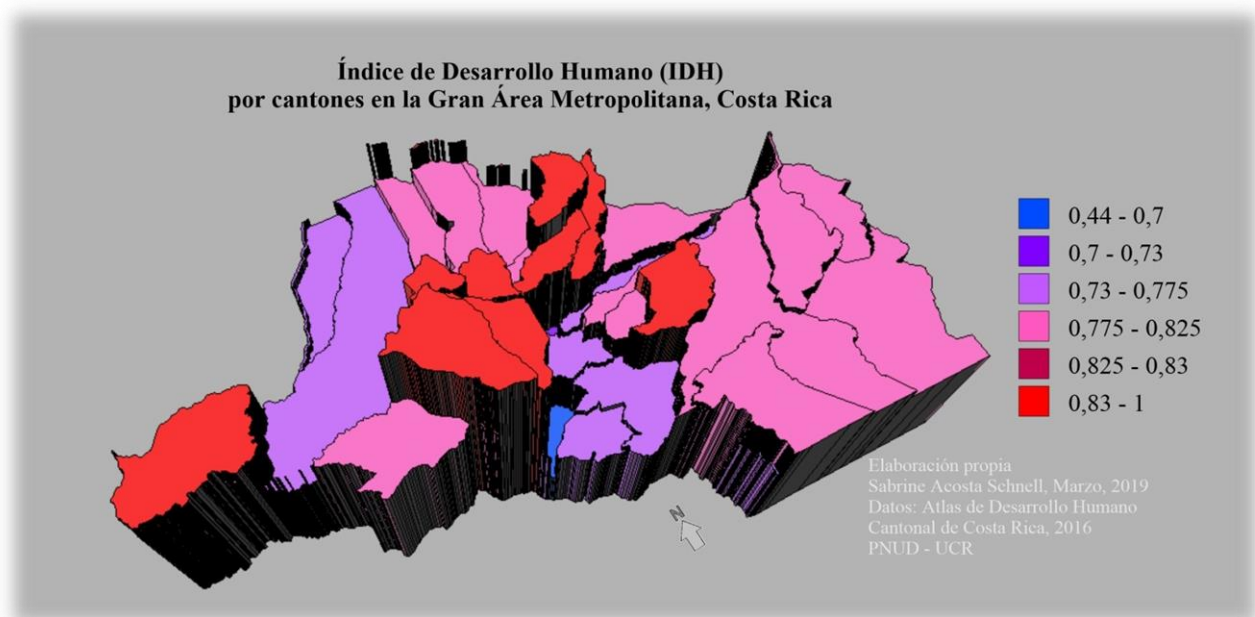 Índice de Desarrollo Humano (IDH)
por cantones en la Gran Área Metropolitana, Costa Rica
0,44 - 0,7
0,7 - 0,73
0,73 - 0,775
0,775 - 0,825
0,825 - 0,83
0,83 - 1
Elaboración propia
Sabrine Acosta Schnell, Marzo, 2019
Datos: Atlas de Desarrollo Humano
Cantonal de Costa Rica, 2016
PNUD - UCR
N